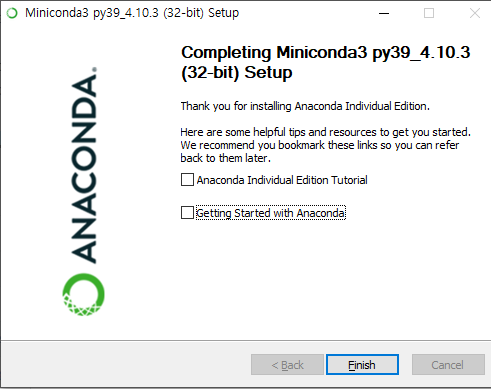 Miniconda3 py39_4.10.3 (32-bit) Setup
ANACONDA.
Completing Miniconda3 py39_4.10.3
(32-bit) Setup
Thank you for installing Anaconda Individual Edition.
Here are some helpful tips and resources to get you started.
We recommend you bookmark these links so you can refer
back to them later.
Anaconda Individual Edition Tutorial
Getting Started with Anaconda
< Back
Finish
Cancel